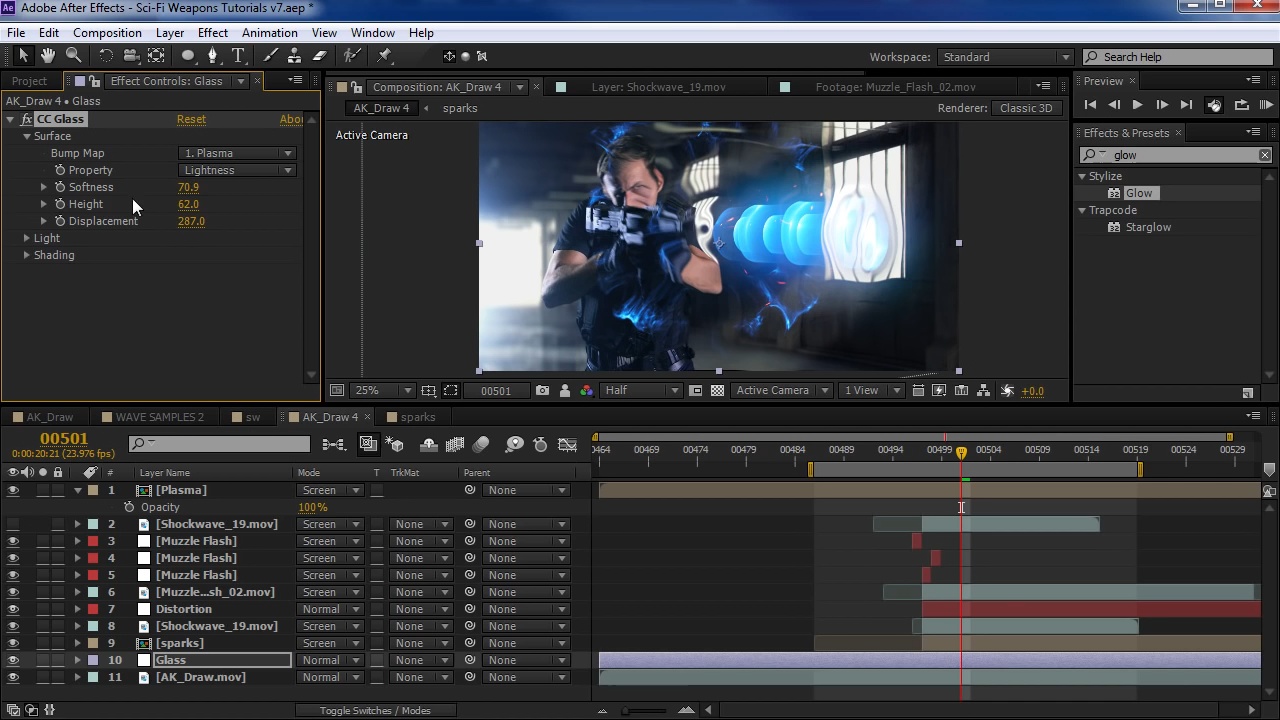 Adobe After Effects - Sci-Fi Weapons Tutorials v7.aep *
File Edit Composition Layer Effect Animation View Window Help
Workspace: Standard Search Help
Project Effect Controls: Glass
AK_Draw 4 • Glass
fx CC Glass Reset Abou
Surface
Bump Map 1. Plasma
Property Lightness
Softness 70.9
Height 62.0
Displacement 287.0
Light
Shading
Composition: AK_Draw 4 Layer: Shockwave_19.mov Footage: Muzzle_Flash_02.mov
AK_Draw 4 sparks Renderer: Classic 3D
Active Camera
25% 00501 Half Active Camera 1 View +0.0
Preview
Effects & Presets
glow
Stylize
Glow
Trapcode
Starglow
AK_Draw WAVE SAMPLES 2 sw AK_Draw 4 sparks
00501
0:00:20:21 (23.976 fps)
0464 00469 00474 00479 00484 00489 00494 00499 00504 00509 00514 00519 00524 00529
# Layer Name Mode T TrkMat Parent
1 [Plasma] Screen None
Opacity 100%
2 [Shockwave_19.mov] Screen None None
3 [Muzzle Flash] Screen None None
4 [Muzzle Flash] Screen None None
5 [Muzzle Flash] Screen None None
6 [Muzzle...sh_02.mov] Screen None None
7 Distortion Normal None None
8 [Shockwave_19.mov] Screen None None
9 [sparks] Screen None None
10 Glass Normal None None
11 [AK_Draw.mov] Normal None None
Toggle Switches / Modes